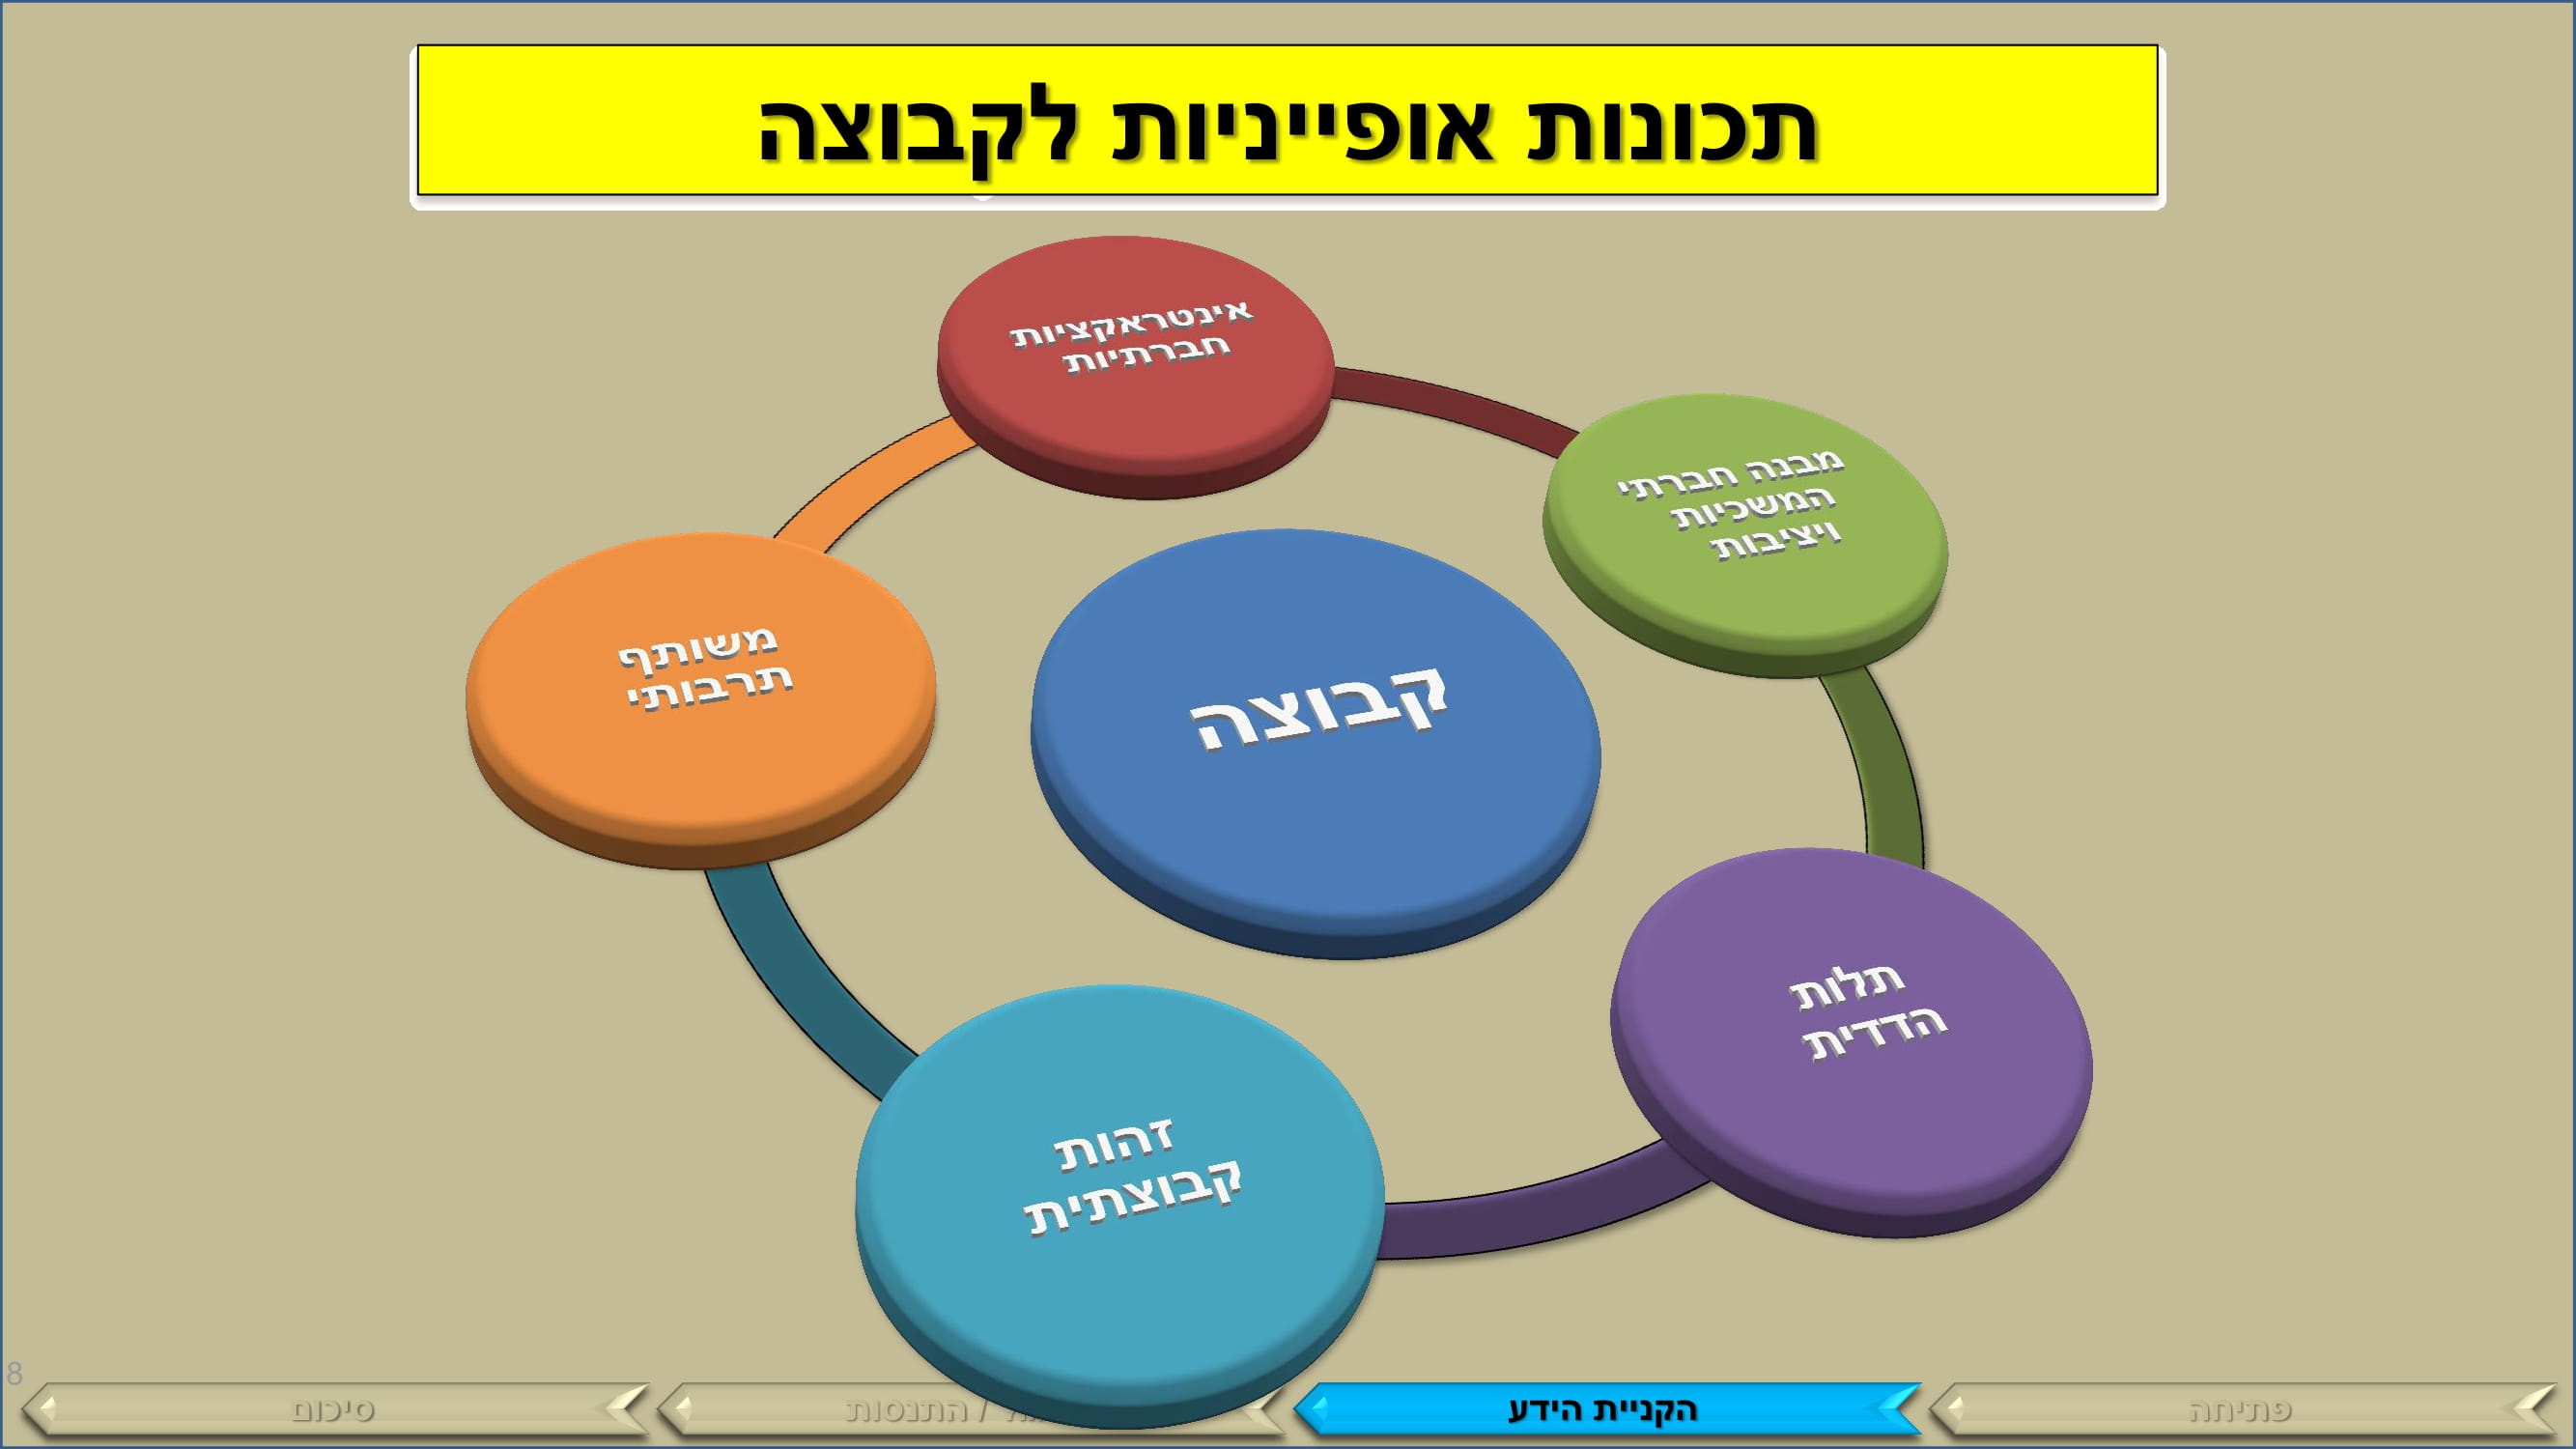 תכונות אופייניות לקבוצה
אינטראקציות
חברתיות
מבנה חברתי
המשכיות
ויציבות
תלות
הדדית
זהות
קבוצתית
משותף
תרבותי
קבוצה
פתיחה
הקניית הידע
/ התנסות
סיכום
8